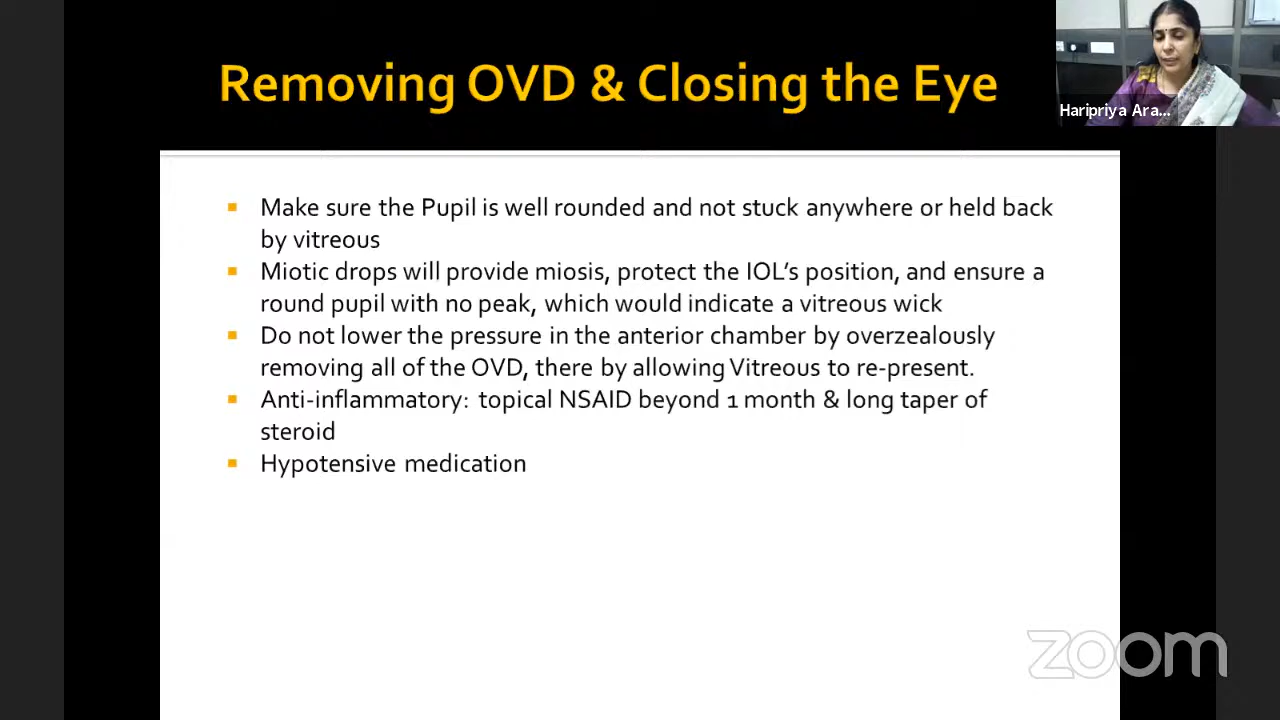 Removing OVD & Closing the Eye
Haripriya Ara...
Make sure the Pupil is well rounded and not stuck anywhere or held back
by vitreous
Miotic drops will provide miosis, protect the IOL's position, and ensure a
round pupil with no peak, which would indicate a vitreous wick
Do not lower the pressure in the anterior chamber by overzealously
removing all of the OVD, there by allowing Vitreous to re-present.
Anti-inflammatory: topical NSAID beyond 1 month & long taper of
steroid
Hypotensive medication
zoom